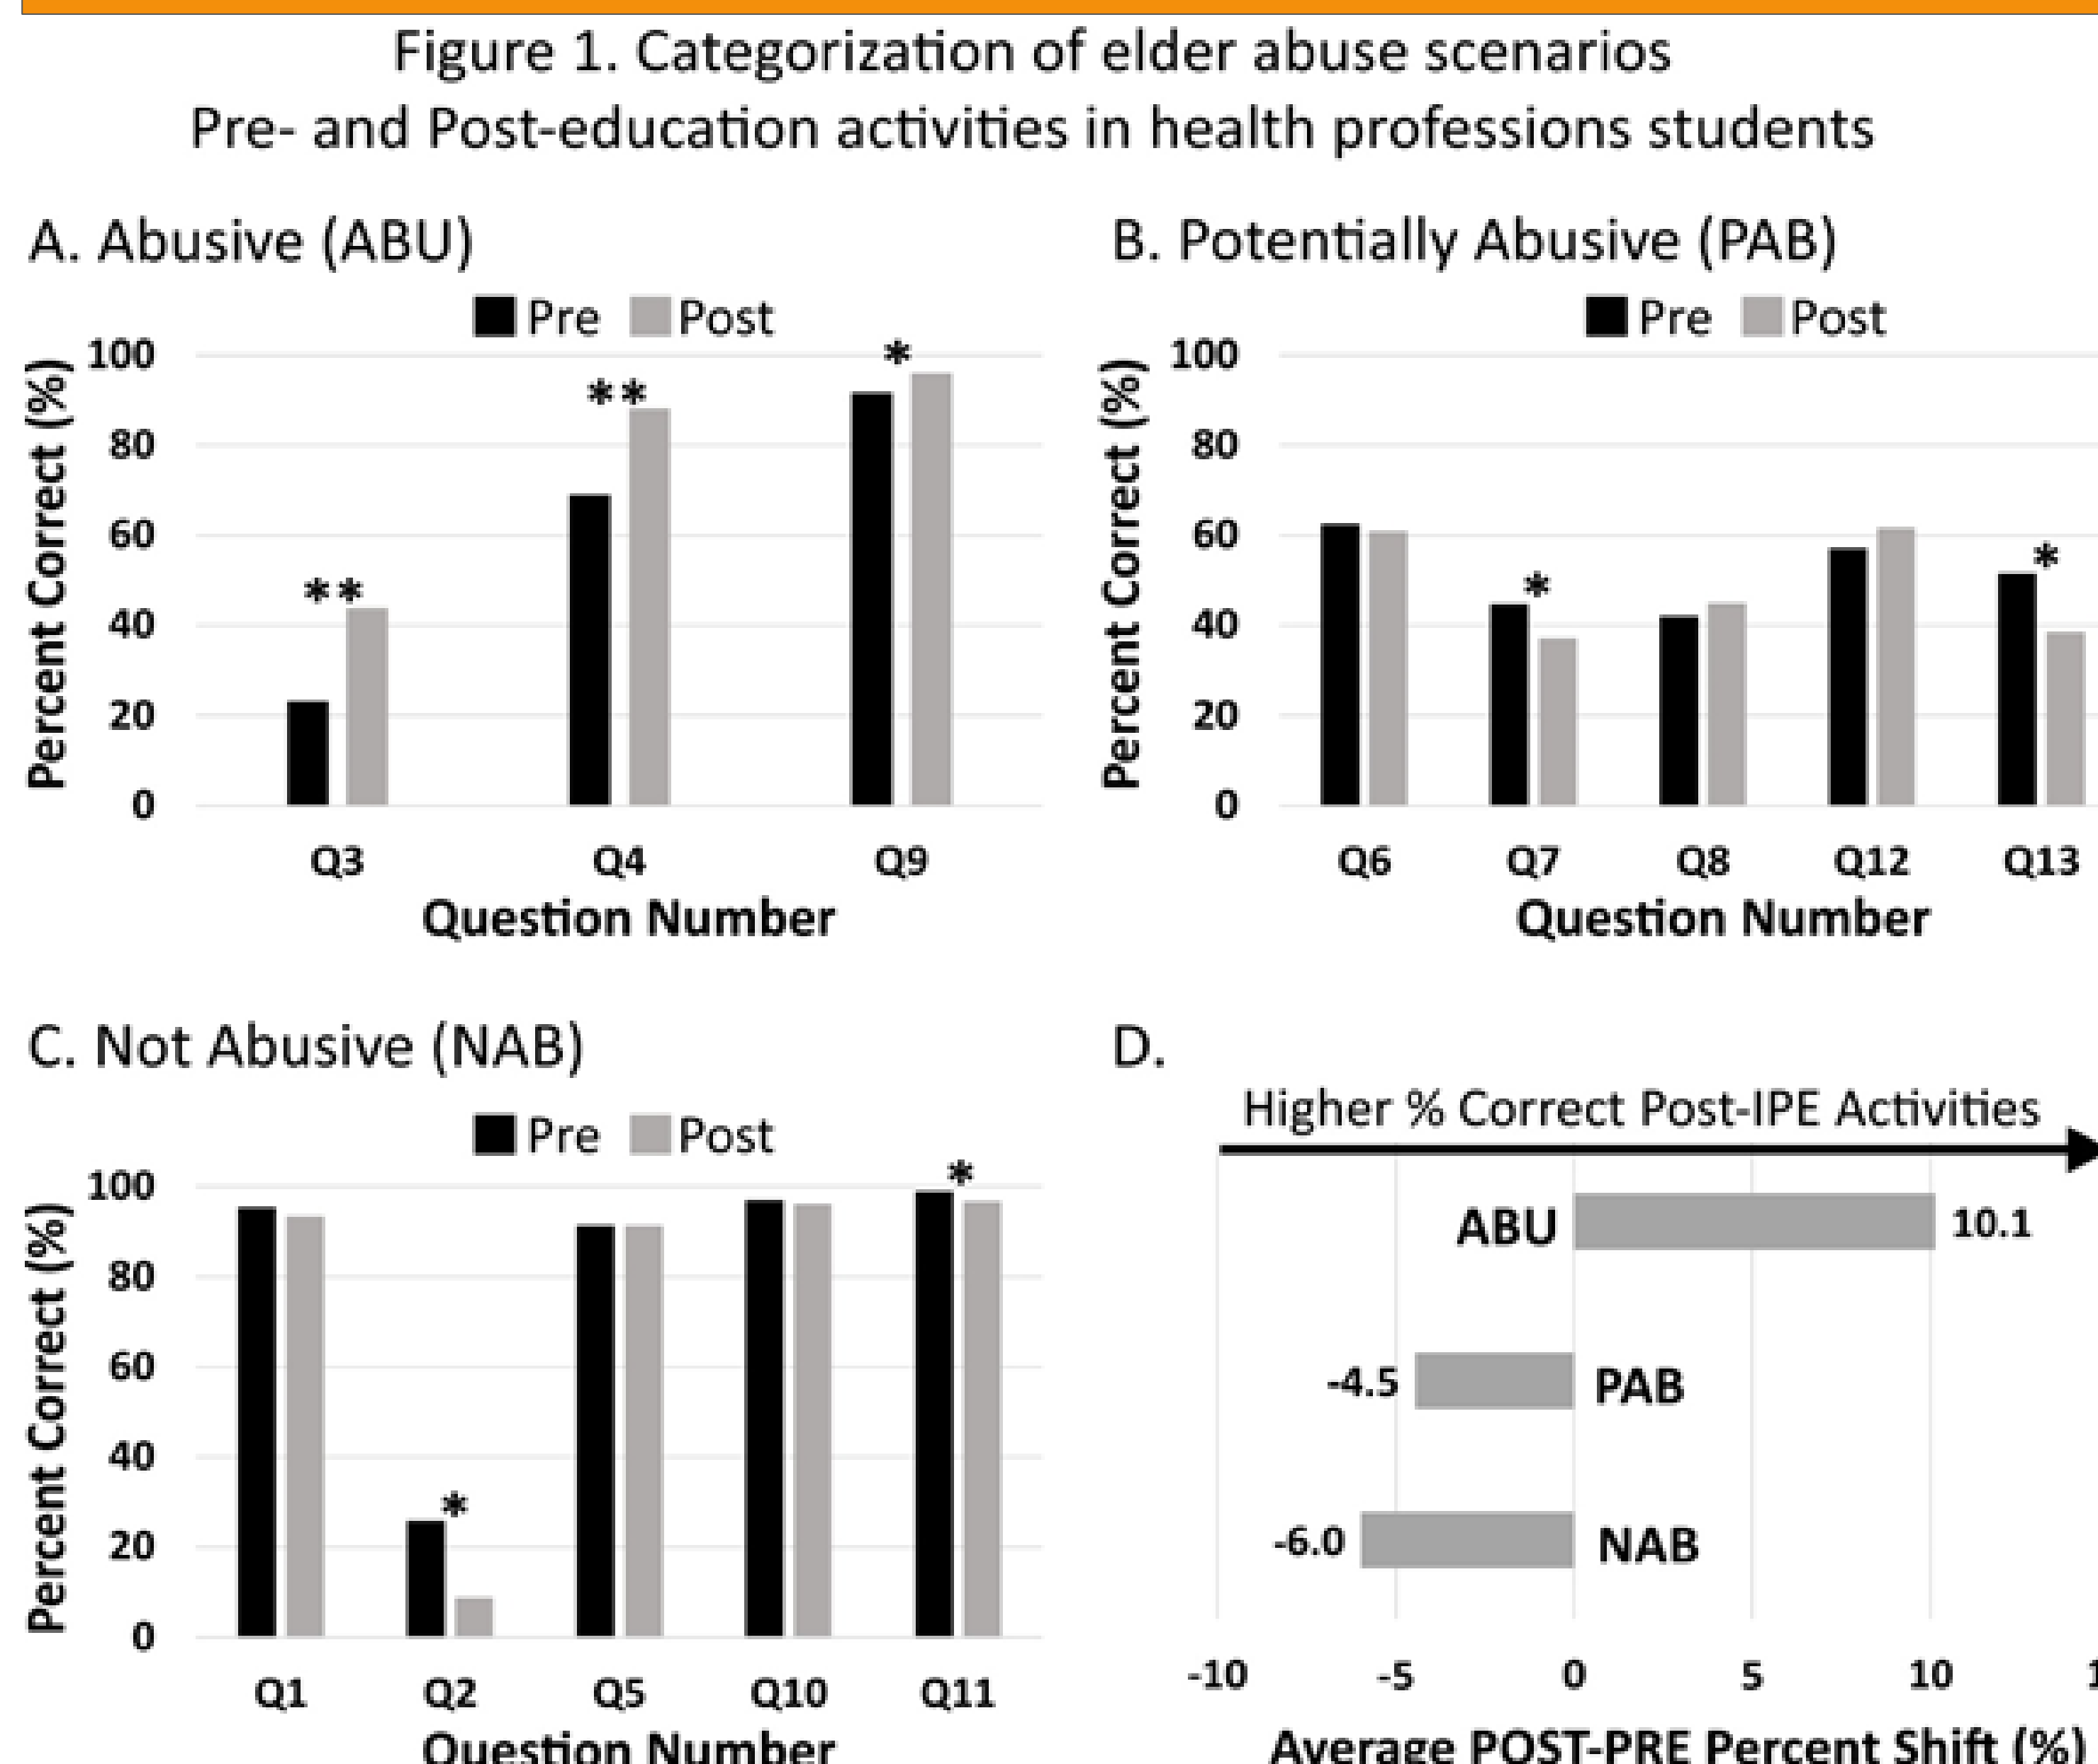 Figure 1. Categorization of elder abuse scenarios
Pre- and Post-education activities in health professions students
A. Abusive (ABU)
Pre Post
Percent Correct (%)
100
80
60
40
20
0
**
**
*
Q3 Q4 Q9
Question Number
B. Potentially Abusive (PAB)
Pre Post
Percent Correct (%)
100
80
60
40
20
0
*
*
Q6 Q7 Q8 Q12 Q13
Question Number
C. Not Abusive (NAB)
Pre Post
Percent Correct (%)
100
80
60
40
20
0
*
*
Q1 Q2 Q5 Q10 Q11
Question Number
D.
Higher % Correct Post-IPE Activities
ABU 10.1
-4.5 PAB
-6.0 NAB
-10 -5 0 5 10
Average POST-PRE Percent Shift (%)